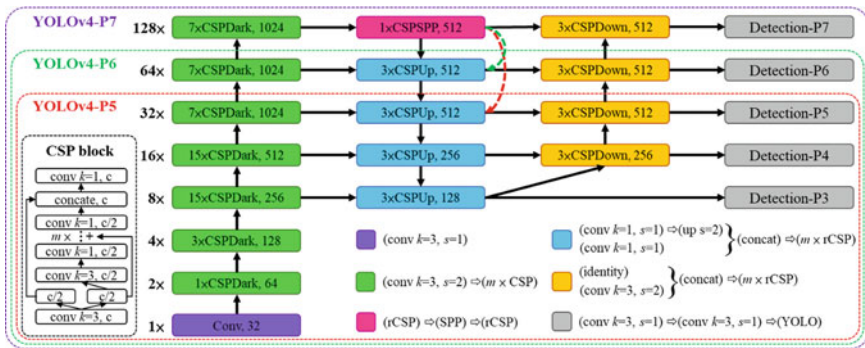 YOLOv4-P7
128×
7×CSPDark, 1024
1×CSPSPP, 512
3×CSPDown, 512
Detection-P7
YOLOv4-P6
64×
7×CSPDark, 1024
3×CSPUp, 512
3×CSPDown, 512
Detection-P6
YOLOv4-P5
32×
7×CSPDark, 1024
3×CSPUp, 512
3×CSPDown, 512
Detection-P5
CSP block
16×
15×CSPDark, 512
3×CSPUp, 256
3×CSPDown, 256
Detection-P4
8×
15×CSPDark, 256
3×CSPUp, 128
Detection-P3
4×
3×CSPDark, 128
2×
1×CSPDark, 64
1×
Conv, 32
conv k=1, c
concate, c
conv k=1, c/2
m × ⋮ +
conv k=1, c/2
conv k=3, c/2
c/2
c/2
conv k=3, c
(conv k=3, s=1)
(conv k=3, s=2) ⇨(m × CSP)
(rCSP) ⇨(SPP) ⇨(rCSP)
(conv k=1, s=1) ⇨(up s=2)
(conv k=1, s=1)
} (concat) ⇨(m × rCSP)
(identity)
(conv k=3, s=2)
} (concat) ⇨(m × rCSP)
(conv k=3, s=1) ⇨(conv k=3, s=1) ⇨(YOLO)